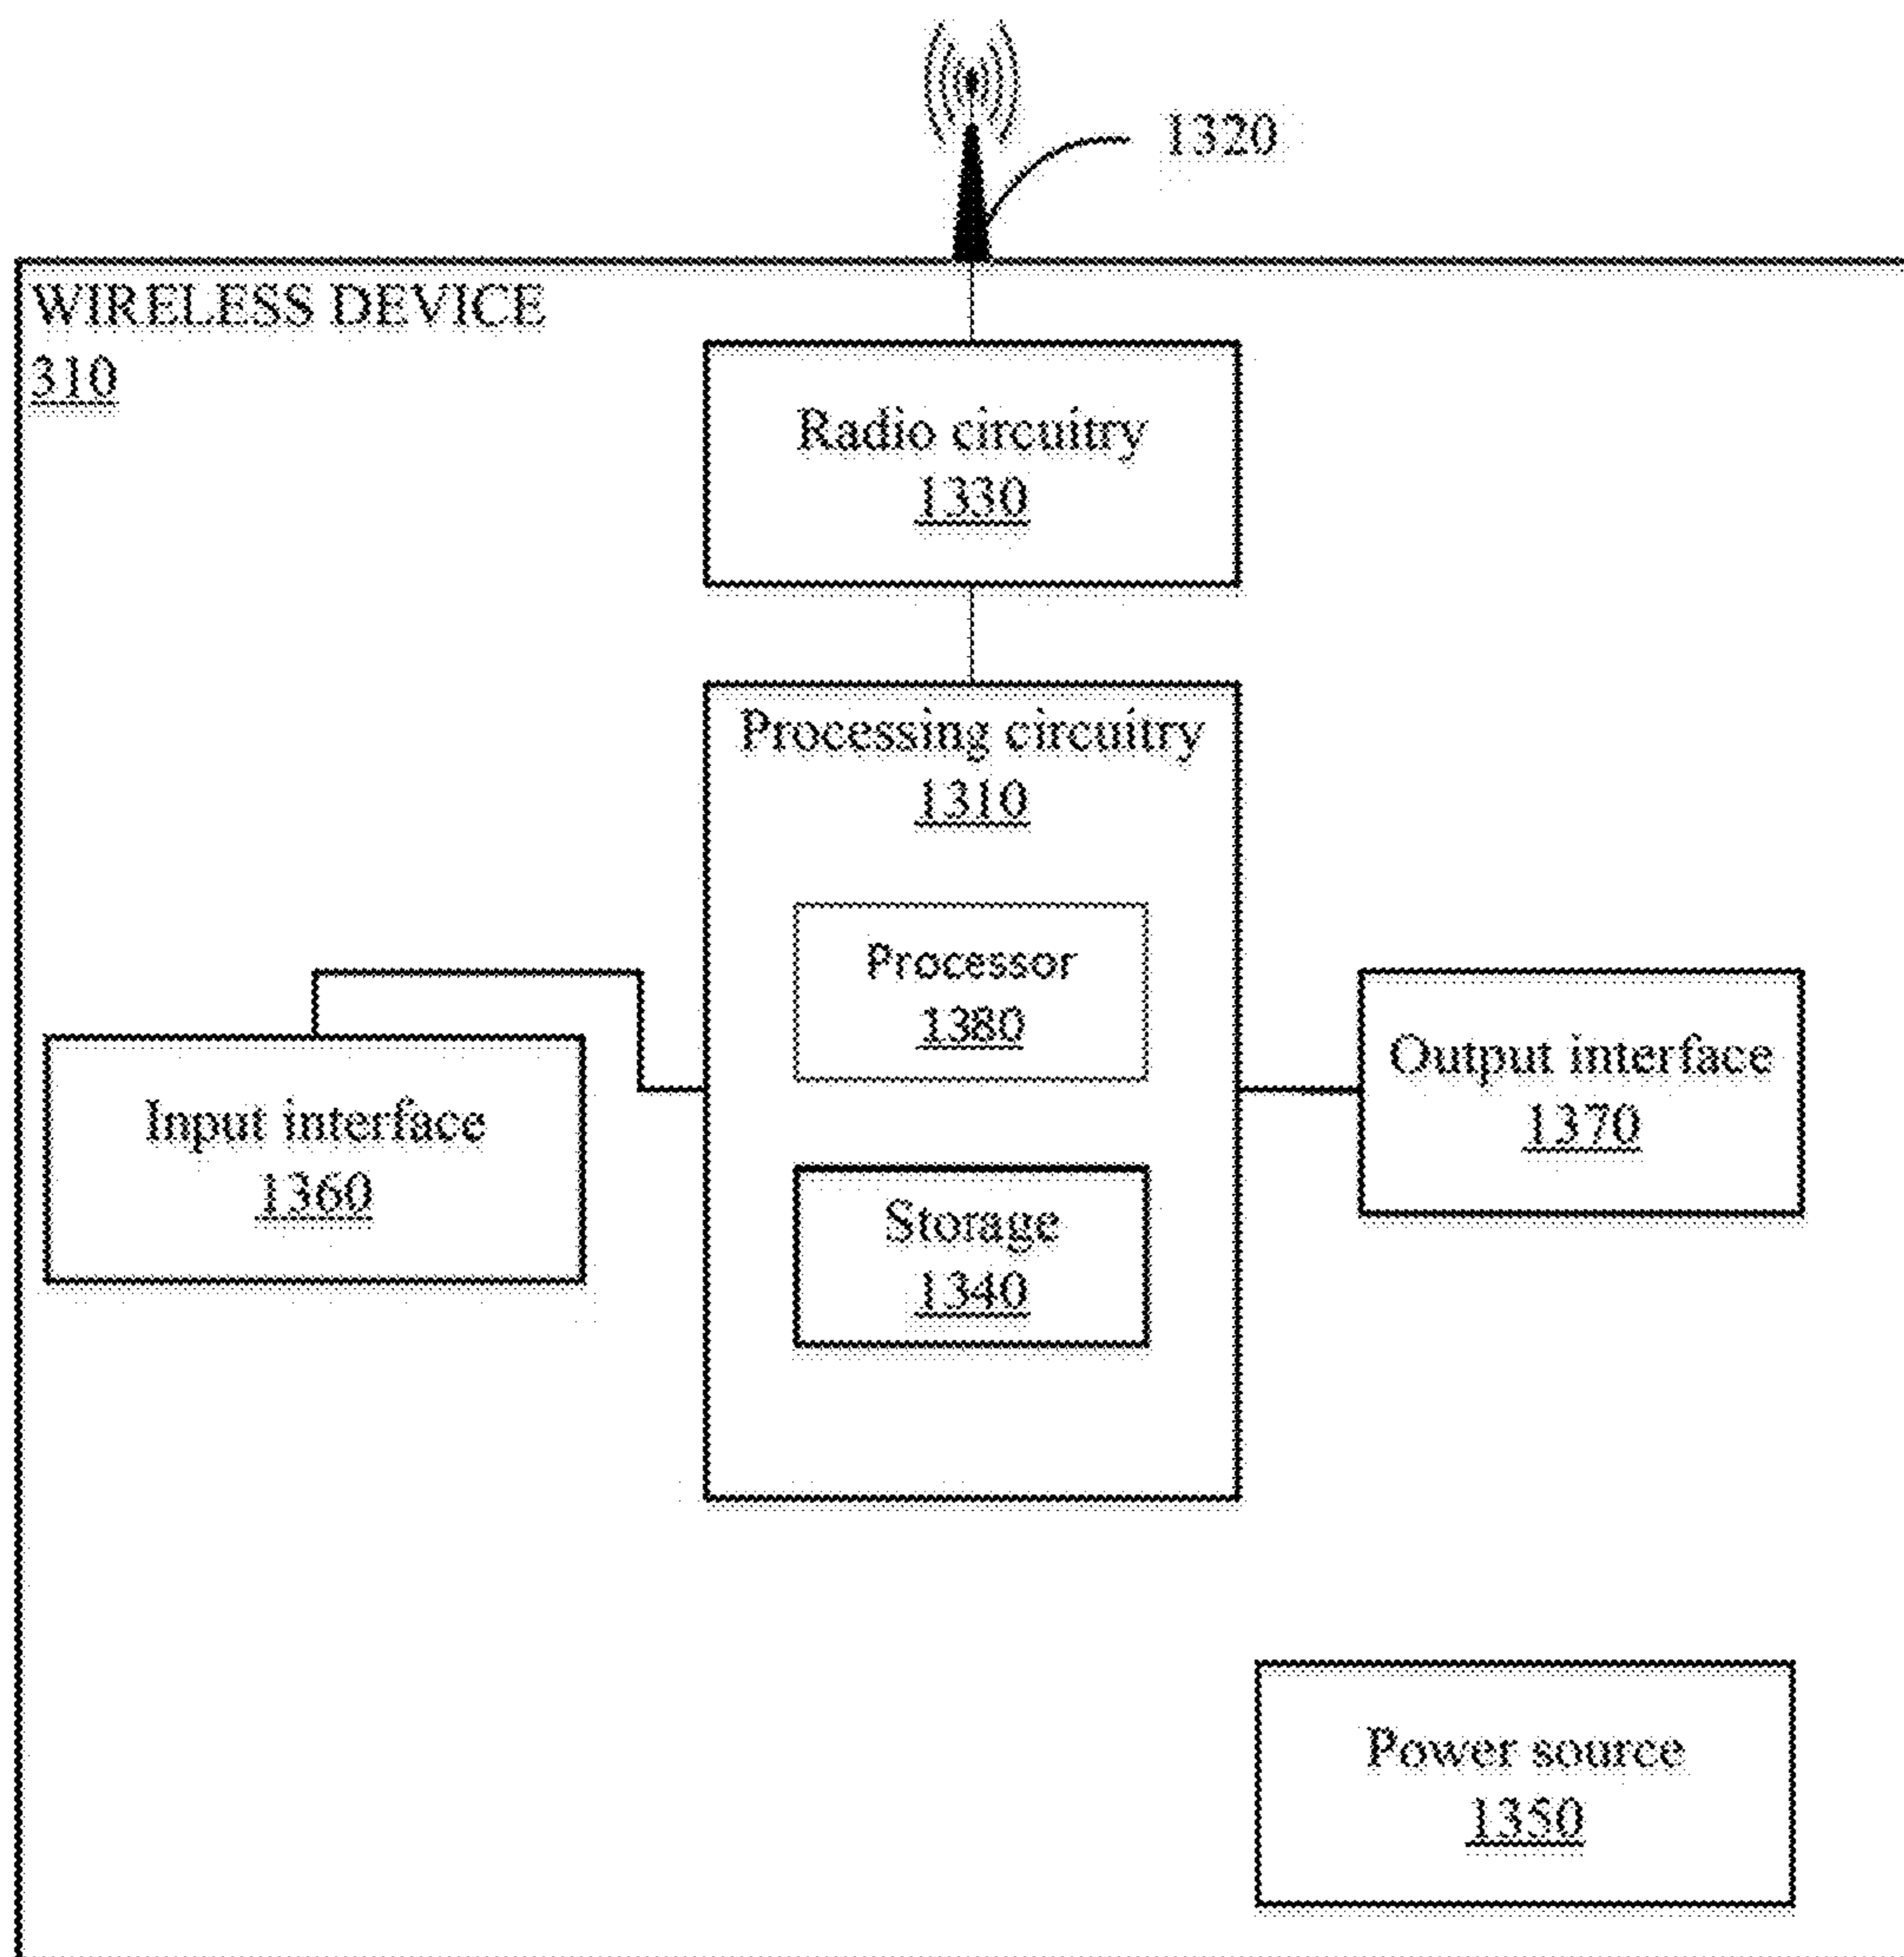 1320
WIRELESS DEVICE
310
Radio circuitry
1330
Processing circuitry
1310
Processor
1380
Input interface
1360
Output interface
1370
Storage
1340
Power source
1350